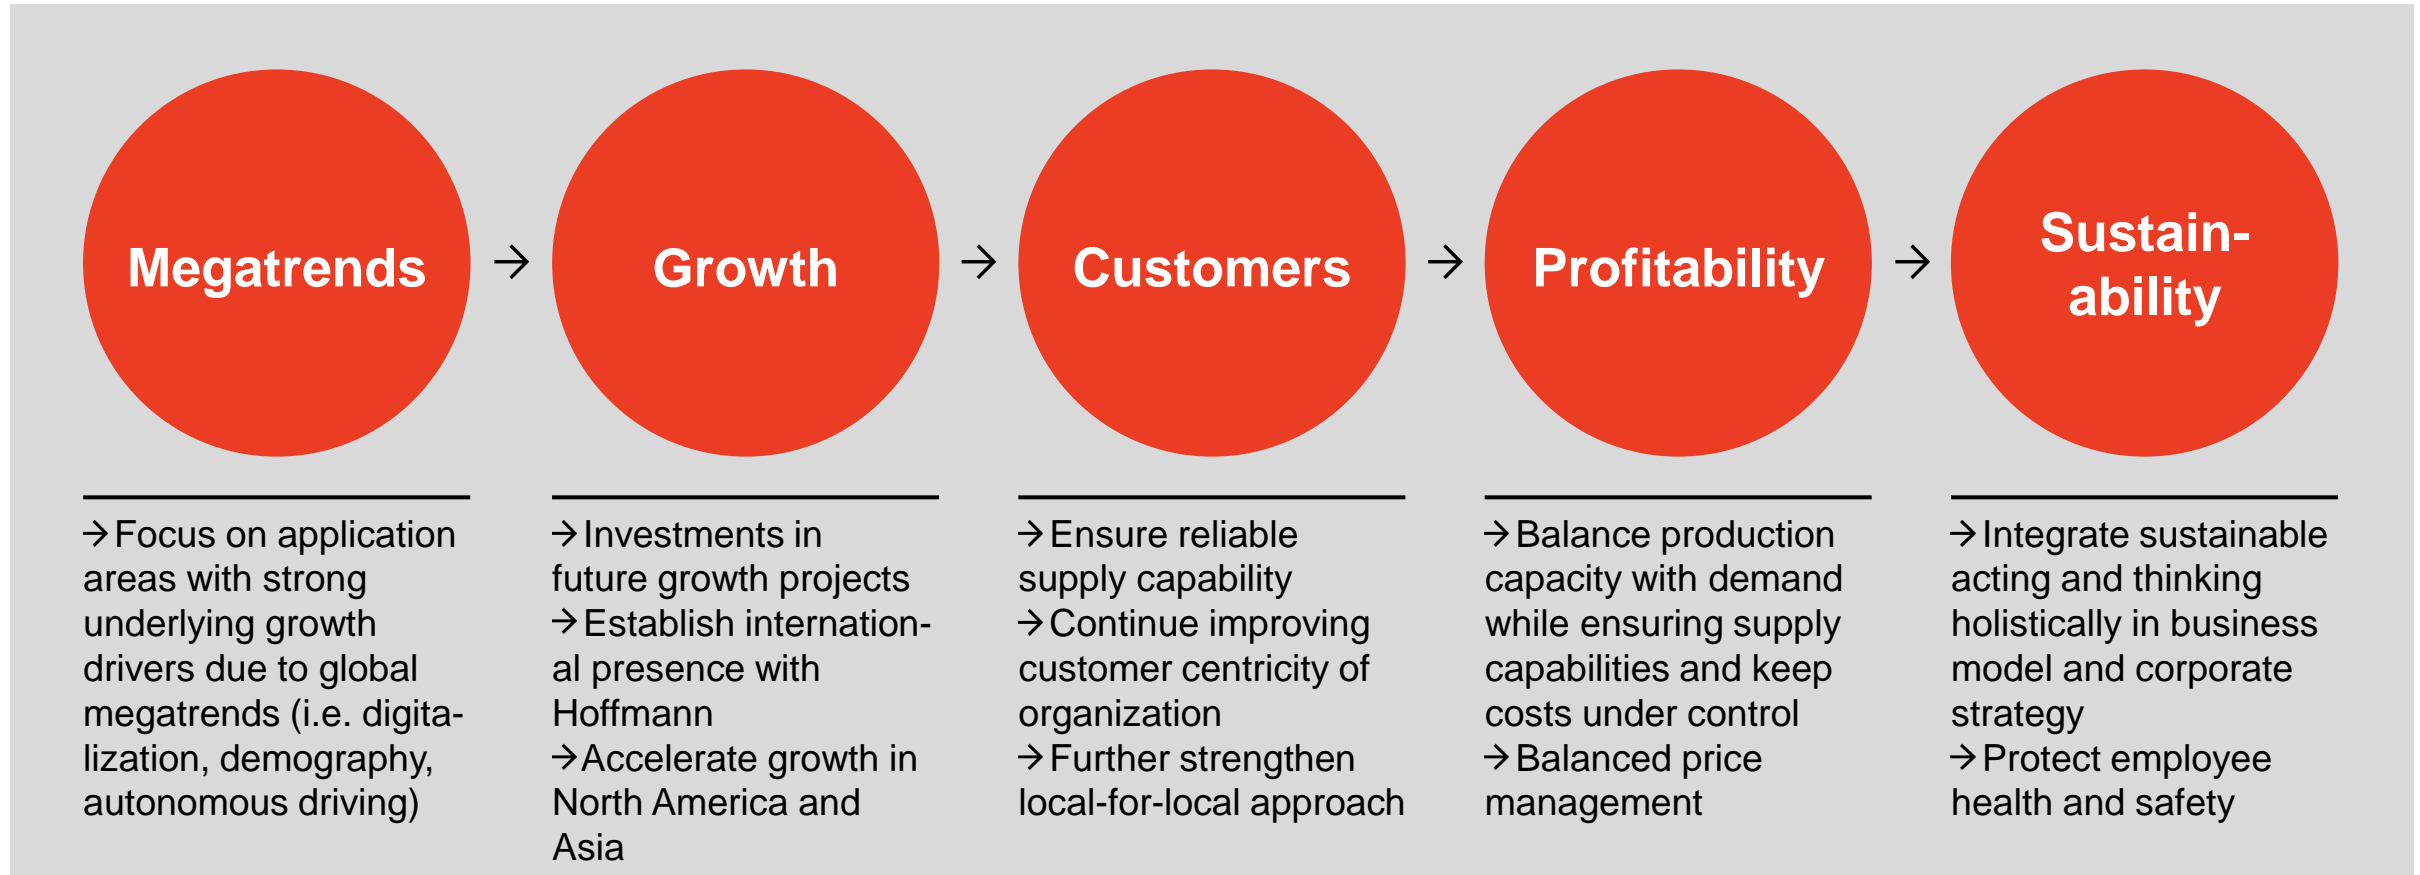 Megatrends
→
Growth
→
Customers
→
Profitability
→
Sustain-
ability
→Focus on application
areas with strong
underlying growth
drivers due to global
megatrends (i.e. digita-
lization, demography,
autonomous driving)
→Investments in
future growth projects
→Establish internation-
al presence with
Hoffmann
→Accelerate growth in
North America and
Asia
→Ensure reliable
supply capability
→Continue improving
customer centricity of
organization
→Further strengthen
local-for-local approach
→Balance production
capacity with demand
while ensuring supply
capabilities and keep
costs under control
→Balanced price
management
→Integrate sustainable
acting and thinking
holistically in business
model and corporate
strategy
→Protect employee
health and safety